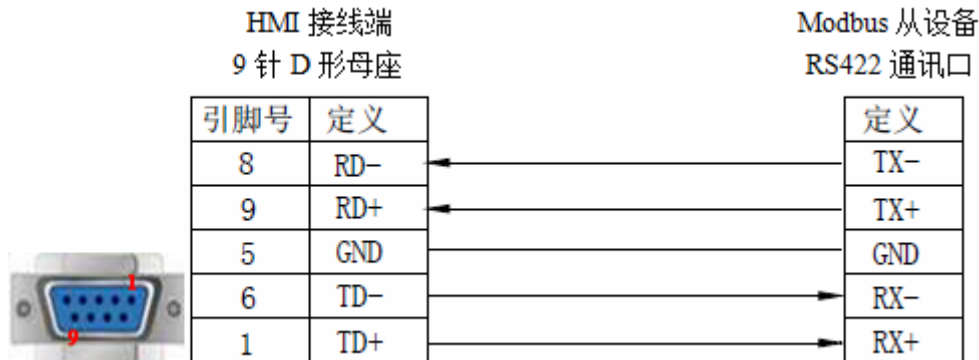 HMI 接线端
9 针 D 形母座
Modbus 从设备
RS422 通讯口
引脚号 定义 定义
8 RD- TX-
9 RD+ TX+
5 GND GND
6 TD- RX-
1 TD+ RX+
1
9